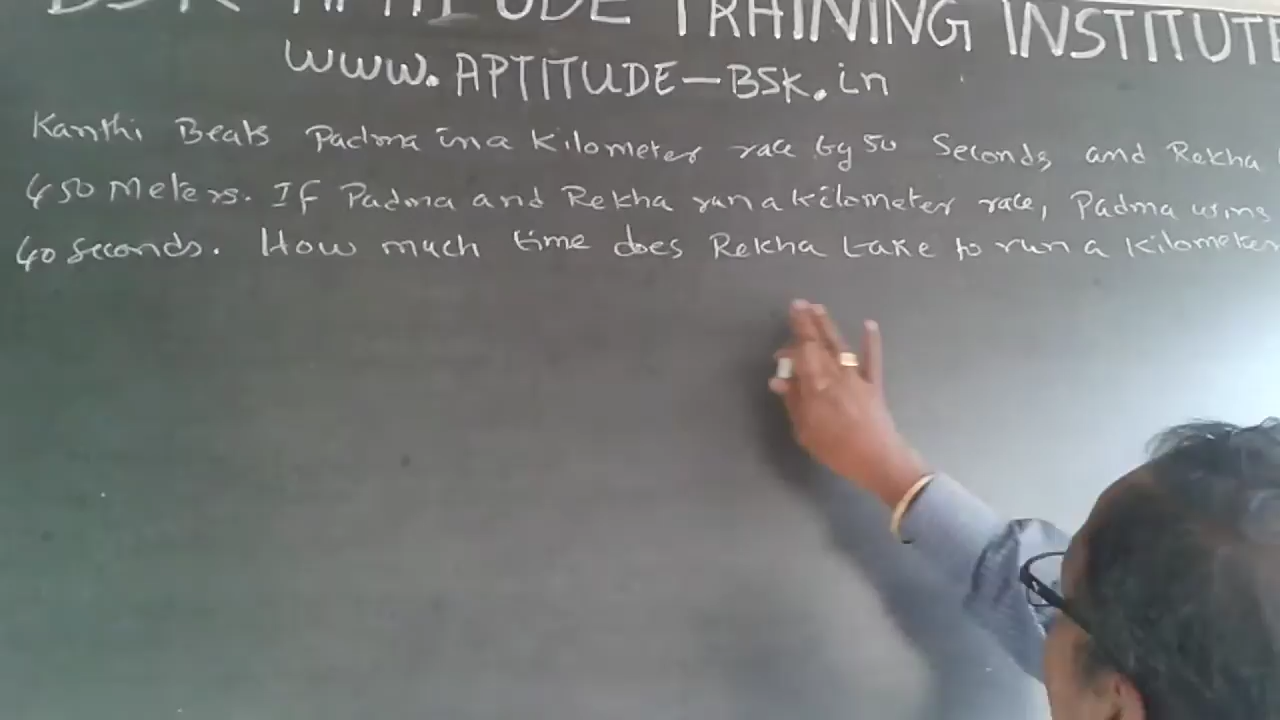 BSK APTITUDE TRAINING INSTITUTE
WWW.APTITUDE-BSK.in
Kanthi Beats Padma in a Kilometer race by 50 Seconds and Rekha
450 Meters. If Padma and Rekha run a kilometer race, Padma wins
40 seconds. How much time does Rekha take to run a Kilometer